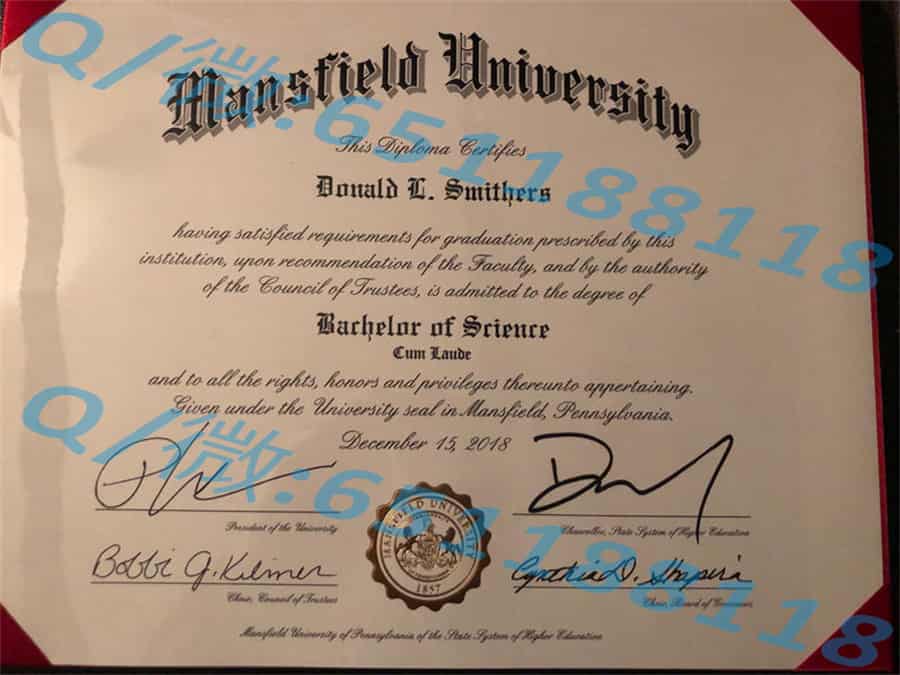 Mansfield University
This Diploma Certifies
Donald L. Smithers
having satisfied requirements for graduation prescribed by this
institution, upon recommendation of the Faculty, and by the authority
of the Council of Trustees, is admitted to the degree of
Bachelor of Science
Cum Laude
and to all the rights, honors and privileges thereunto appertaining.
Given under the University seal in Mansfield, Pennsylvania.
December 15, 2018
President of the University
Chancellor, State System of Higher Education
Bobbi G. Kilmer
Cynthia D. Shapira
Chair, Council of Trustees
Chair, Board of Governors
MANSFIELD UNIVERSITY
1857
Mansfield University of Pennsylvania of the State System of Higher Education
Q/微:65118811 8
Q/微:65118811 8